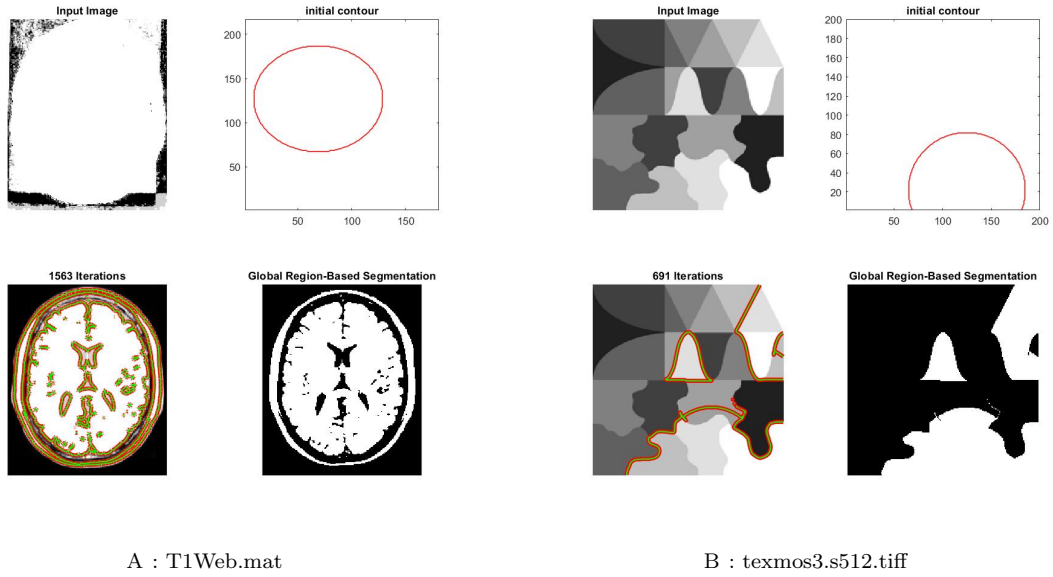 Input Image
initial contour
200
150
100
50
50
100
150
Input Image
initial contour
200
180
160
140
120
100
80
60
40
20
50
100
150
200
1563 Iterations
Global Region-Based Segmentation
691 Iterations
Global Region-Based Segmentation
A : T1Web.mat
B : texmos3.s512.tiff